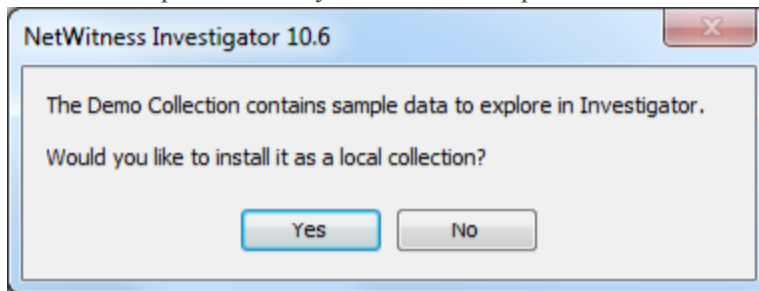 NetWitness Investigator 10.6
The Demo Collection contains sample data to explore in Investigator.
Would you like to install it as a local collection?
Yes No